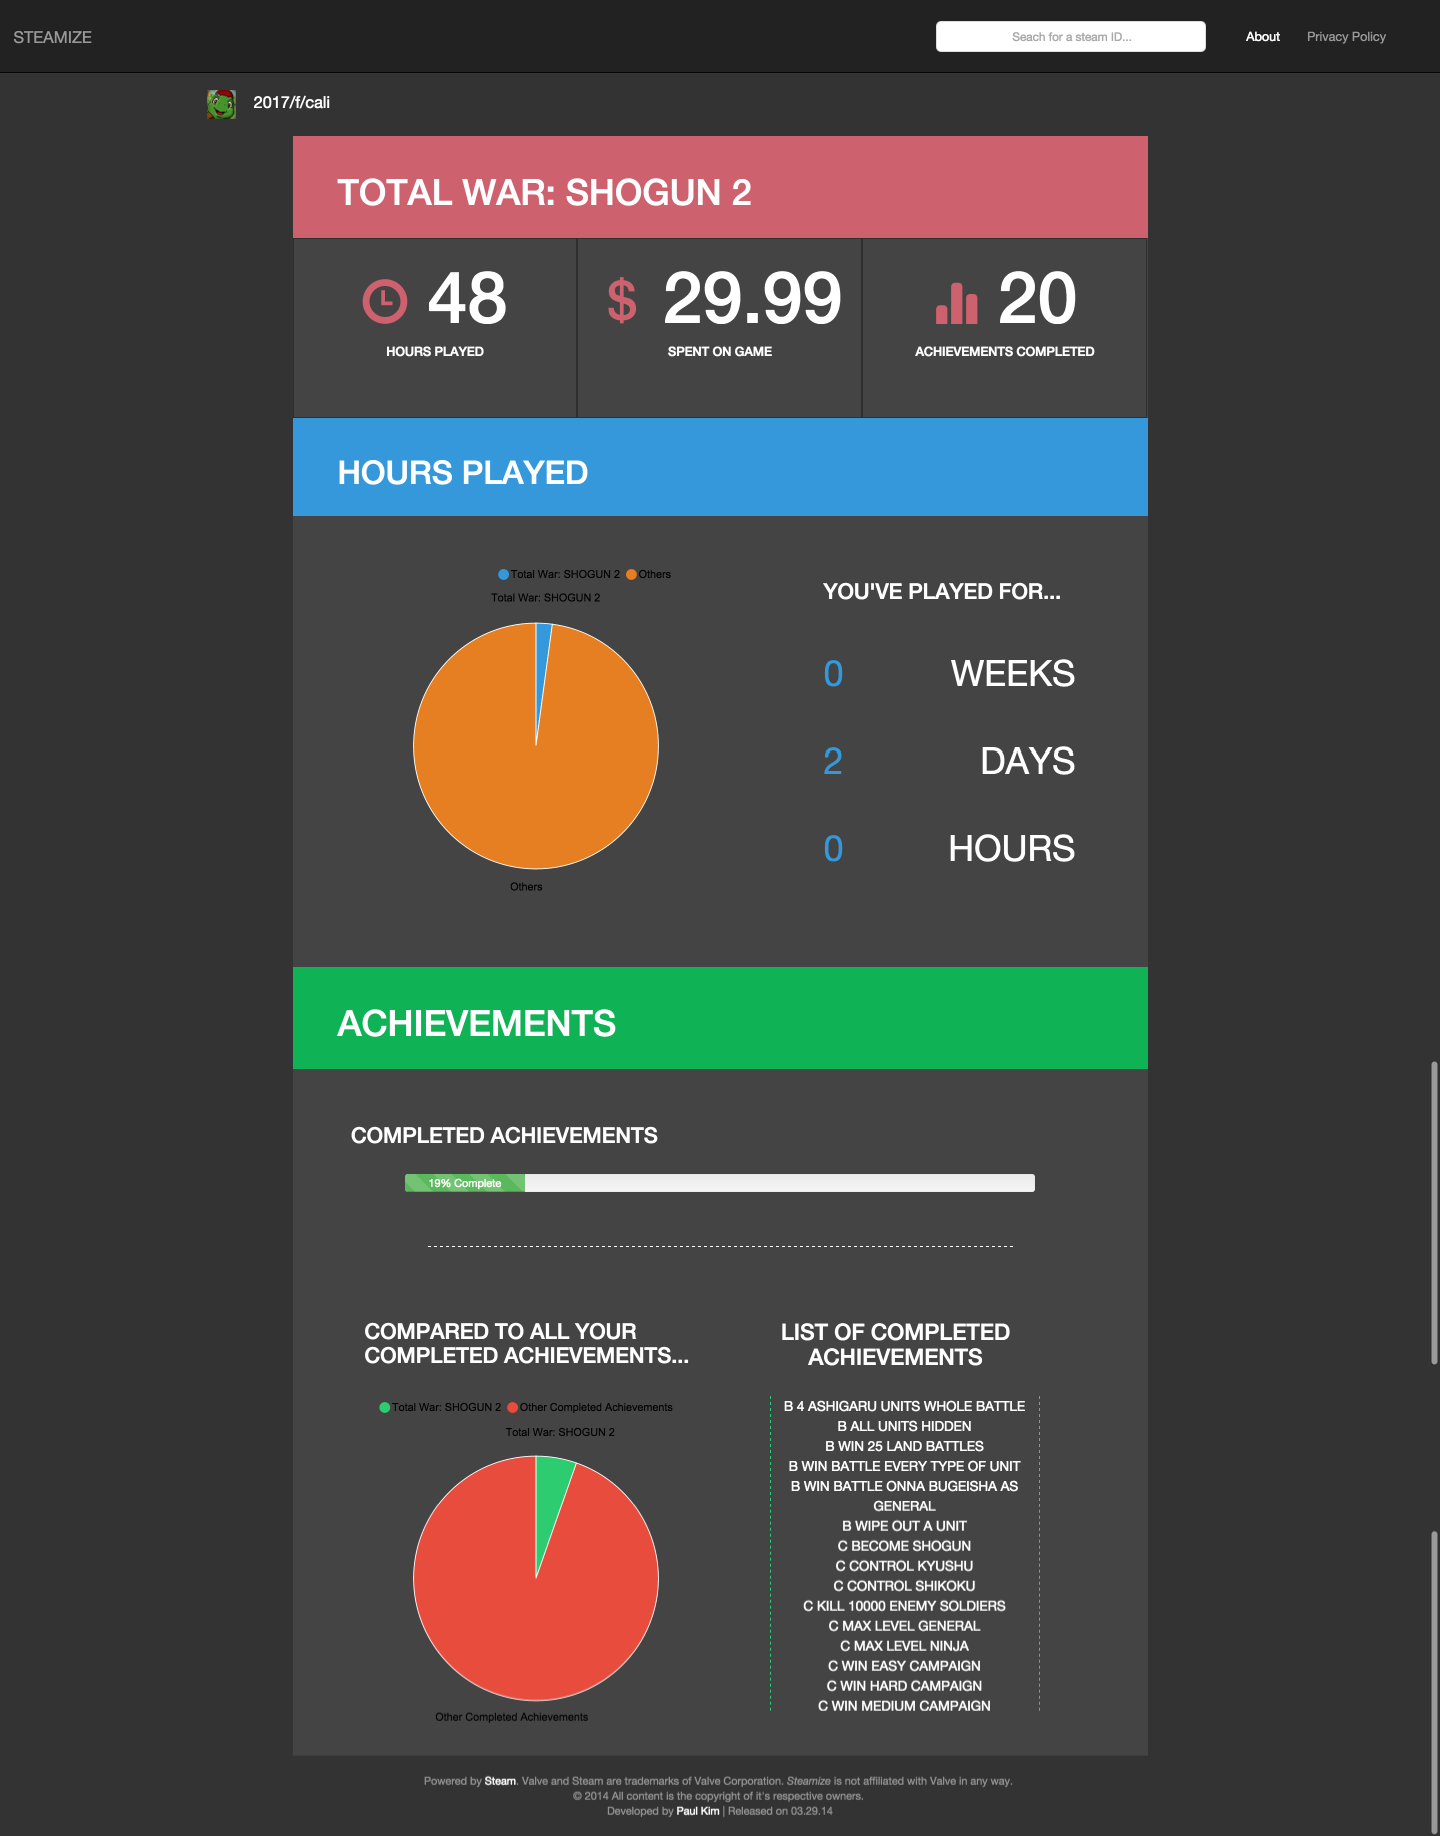 STEAMIZE
Seach for a steam ID...
About
Privacy Policy
2017/f/cali
TOTAL WAR: SHOGUN 2
48
HOURS PLAYED
$ 29.99
SPENT ON GAME
20
ACHIEVEMENTS COMPLETED
HOURS PLAYED
Total War: SHOGUN 2 Others
Total War: SHOGUN 2
Others
YOU'VE PLAYED FOR...
0 WEEKS
2 DAYS
0 HOURS
ACHIEVEMENTS
COMPLETED ACHIEVEMENTS
19% Complete
COMPARED TO ALL YOUR
COMPLETED ACHIEVEMENTS...
Total War: SHOGUN 2 Other Completed Achievements
Total War: SHOGUN 2
Other Completed Achievements
LIST OF COMPLETED
ACHIEVEMENTS
B 4 ASHIGARU UNITS WHOLE BATTLE
B ALL UNITS HIDDEN
B WIN 25 LAND BATTLES
B WIN BATTLE EVERY TYPE OF UNIT
B WIN BATTLE ONNA BUGEISHA AS
GENERAL
B WIPE OUT A UNIT
C BECOME SHOGUN
C CONTROL KYUSHU
C CONTROL SHIKOKU
C KILL 10000 ENEMY SOLDIERS
C MAX LEVEL GENERAL
C MAX LEVEL NINJA
C WIN EASY CAMPAIGN
C WIN HARD CAMPAIGN
C WIN MEDIUM CAMPAIGN
Powered by Steam. Valve and Steam are trademarks of Valve Corporation. Steamize is not affiliated with Valve in any way.
© 2014 All content is the copyright of it's respective owners.
Developed by Paul Kim | Released on 03.29.14